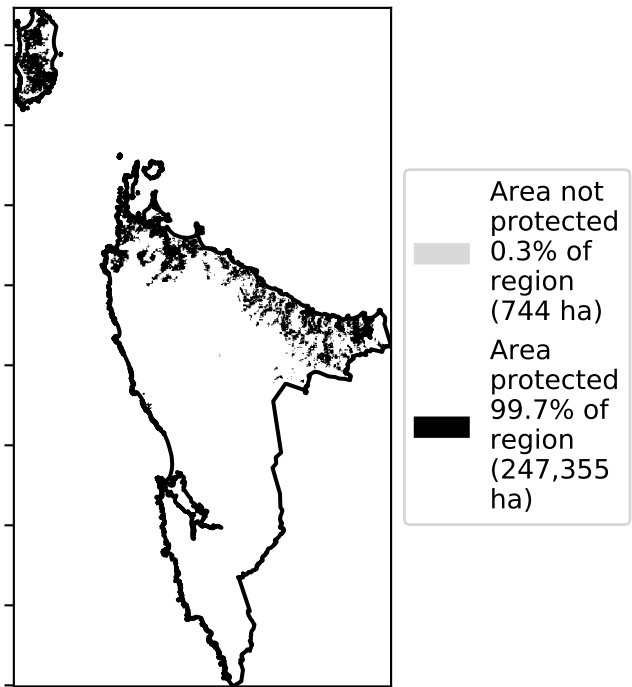 Area not
protected
0.3% of
region
(744 ha)
Area
protected
99.7% of
region
(247,355
ha)